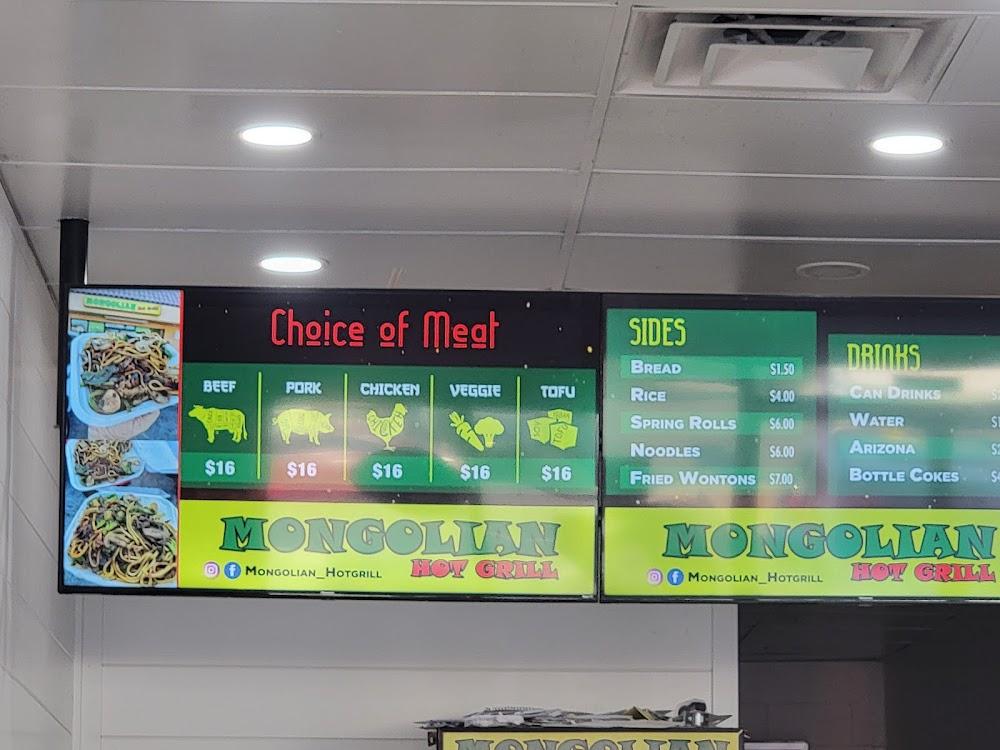 Choice of Meat
BEEF PORK CHICKEN VEGGIE TOFU
$16 $16 $16 $16 $16
MONGOLIAN
HOT GRILL
MONGOLIAN_HOTGRILL
SIDES
BREAD $1.50
RICE $4.00
SPRING ROLLS $6.00
NOODLES $6.00
FRIED WONTONS $7.00
DRINKS
CAN DRINKS
WATER
ARIZONA
BOTTLE COKES
MONGOLIAN
HOT GRILL
MONGOLIAN_HOTGRILL
MONGOLIAN